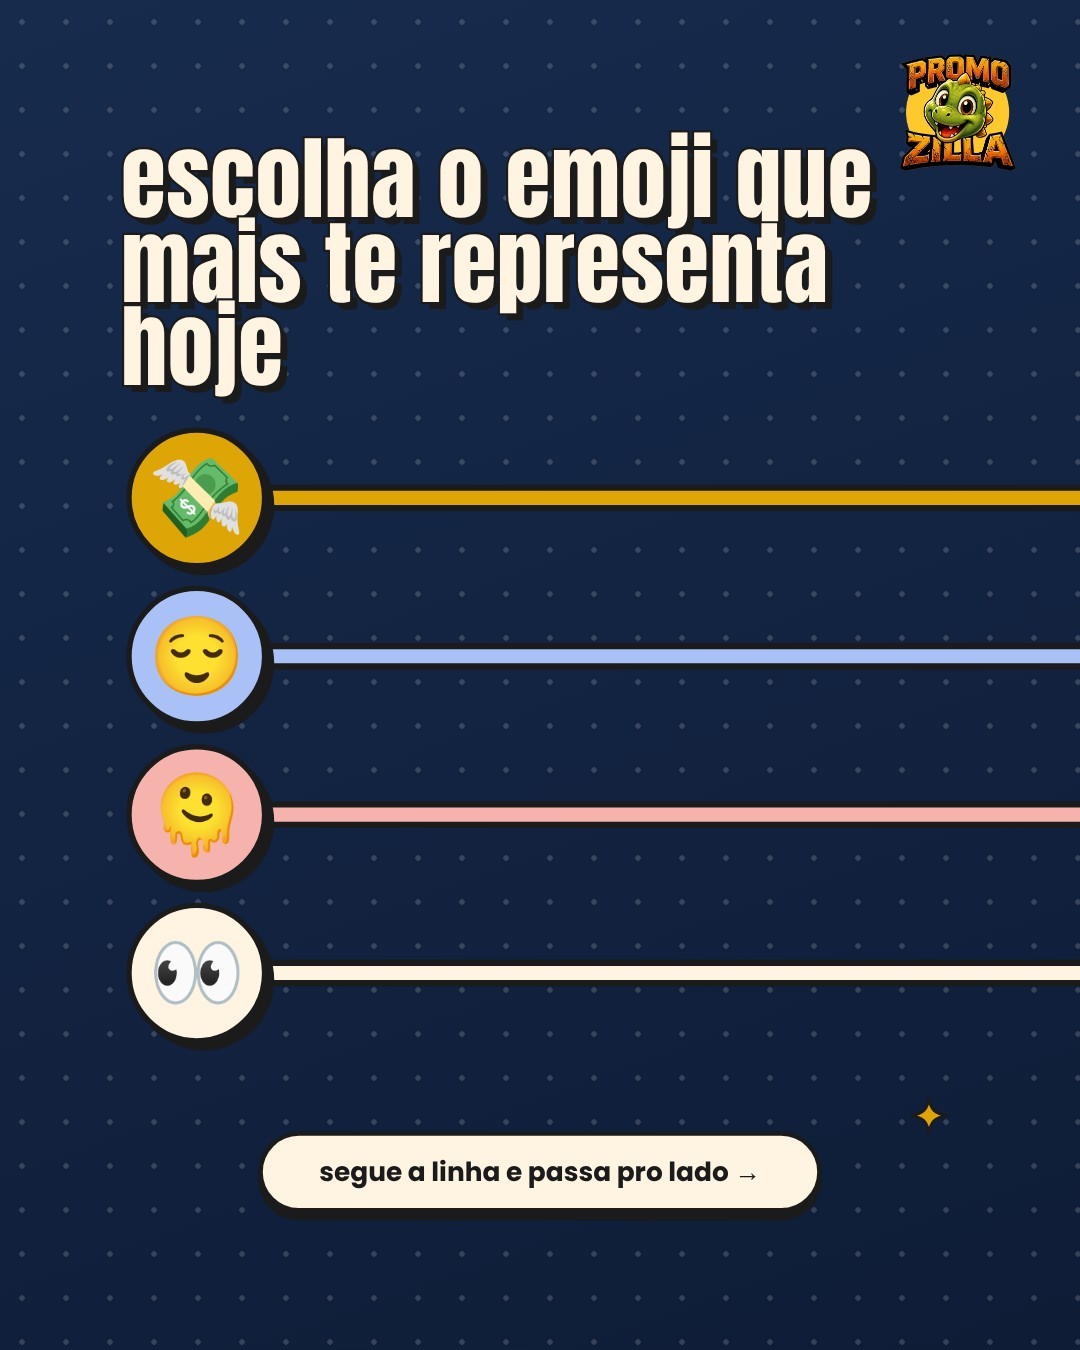 PROMO
ZILLA
escolha o emoji que
mais te representa
hoje
segue a linha e passa pro lado →